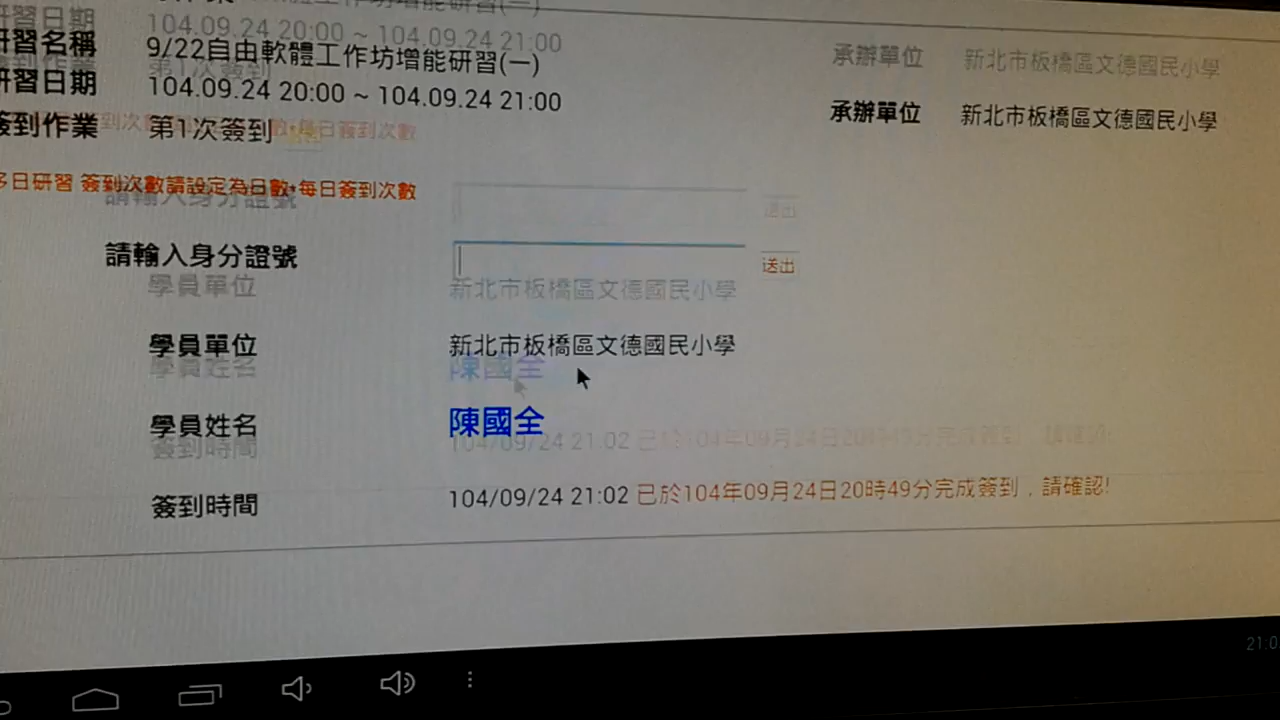 研習名稱 9/22自由軟體工作坊增能研習(一)
研習日期 104.09.24 20:00 ~ 104.09.24 21:00 承辦單位 新北市板橋區文德國民小學
簽到作業 第1次簽到
多日研習 簽到次數請設定為日數*每日簽到次數
請輸入身分證號 送出
學員單位 新北市板橋區文德國民小學
學員姓名 陳國全
簽到時間 104/09/24 21:02 已於104年09月24日20時49分完成簽到，請確認!